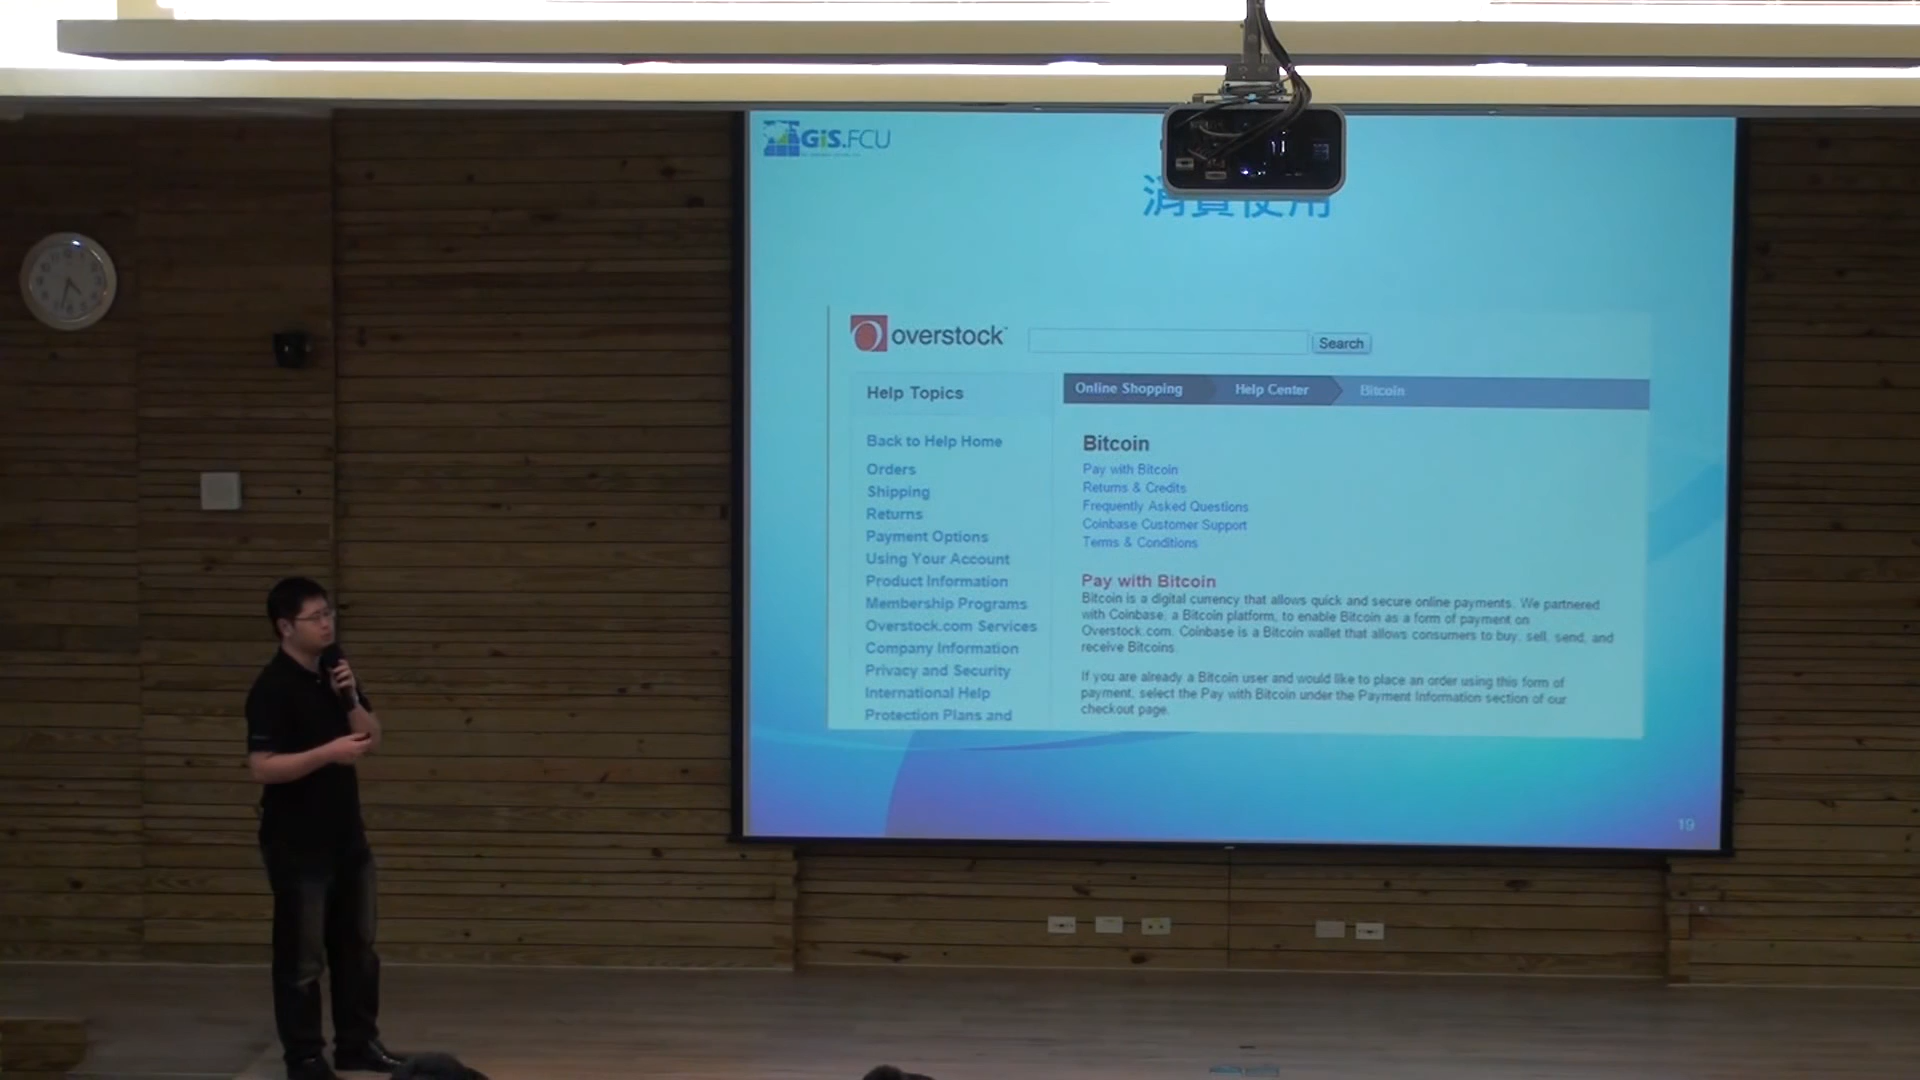 GIS.FCU
消費使用
overstock
Search
Help Topics
Online Shopping
Help Center
Bitcoin
Back to Help Home
Orders
Shipping
Returns
Payment Options
Using Your Account
Product Information
Membership Programs
Overstock.com Services
Company Information
Privacy and Security
International Help
Protection Plans and
Bitcoin
Pay with Bitcoin
Returns & Credits
Frequently Asked Questions
Coinbase Customer Support
Terms & Conditions
Pay with Bitcoin
Bitcoin is a digital currency that allows quick and secure online payments. We partnered
with Coinbase, a Bitcoin platform, to enable Bitcoin as a form of payment on
Overstock.com. Coinbase is a Bitcoin wallet that allows consumers to buy, sell, send, and
receive Bitcoins.
If you are already a Bitcoin user and would like to place an order using this form of
payment, select the Pay with Bitcoin under the Payment Information section of our
checkout page.
19